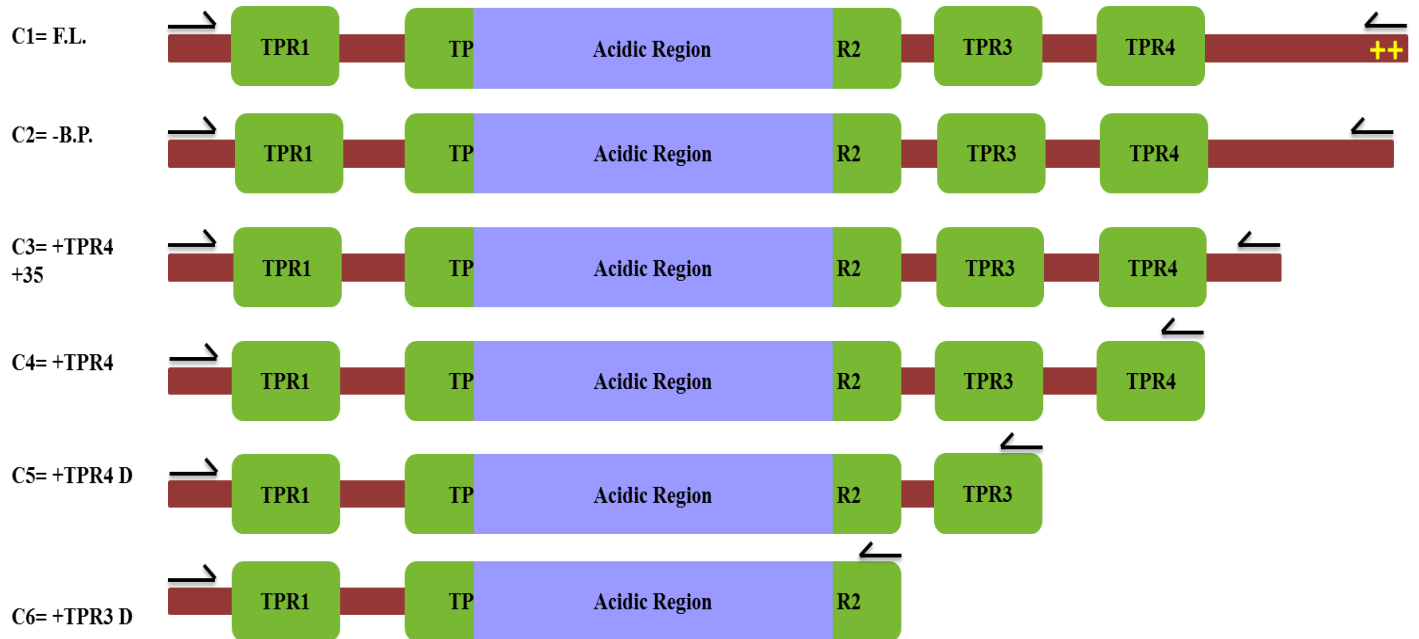 C1= F.L. TPR1 TP Acidic Region R2 TPR3 TPR4 ++
C2= -B.P. TPR1 TP Acidic Region R2 TPR3 TPR4
C3= +TPR4
+35
TPR1 TP Acidic Region R2 TPR3 TPR4
C4= +TPR4 TPR1 TP Acidic Region R2 TPR3 TPR4
C5= +TPR4 D TPR1 TP Acidic Region R2 TPR3
C6= +TPR3 D TPR1 TP Acidic Region R2